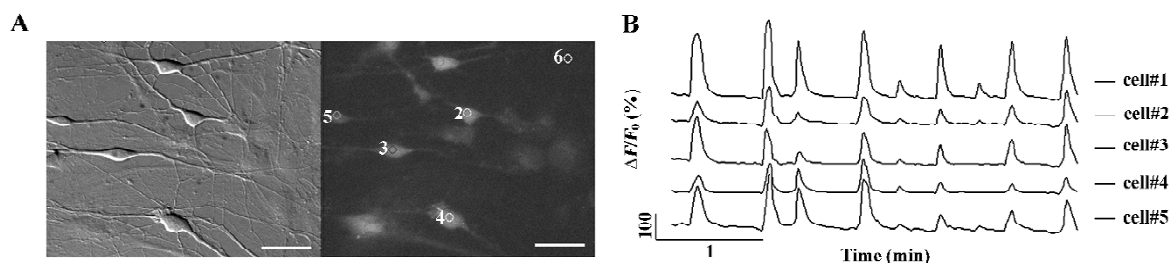 A
B
6
5
2
3
4
ΔF/F0 (%)
cell#1
cell#2
cell#3
cell#4
cell#5
100
1
Time (min)